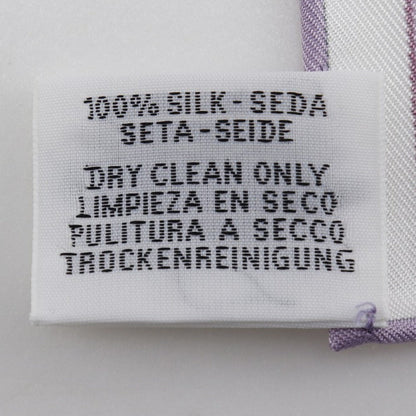 100% SILK - SEDA
SETA - SEIDE
DRY CLEAN ONLY
LIMPIEZA EN SECO
PULITURA A SECCO
TROCKENREINIGUNG